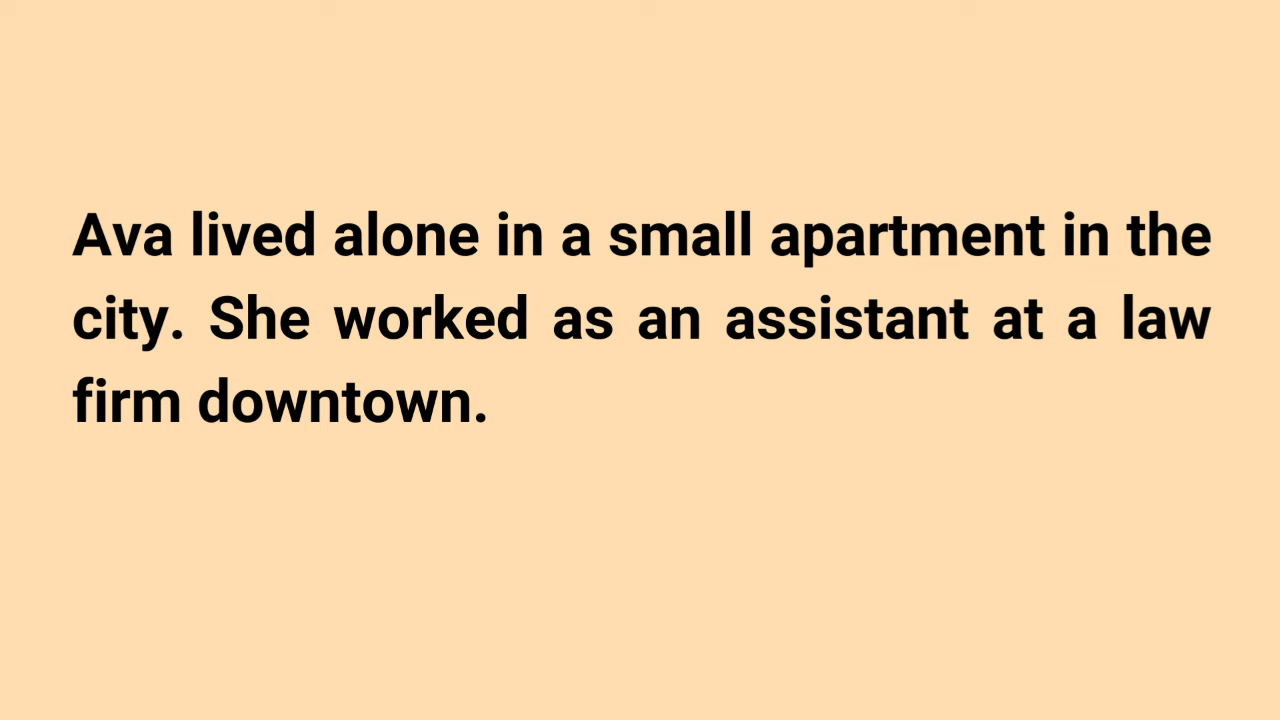 Ava lived alone in a small apartment in the
city. She worked as an assistant at a law
firm downtown.